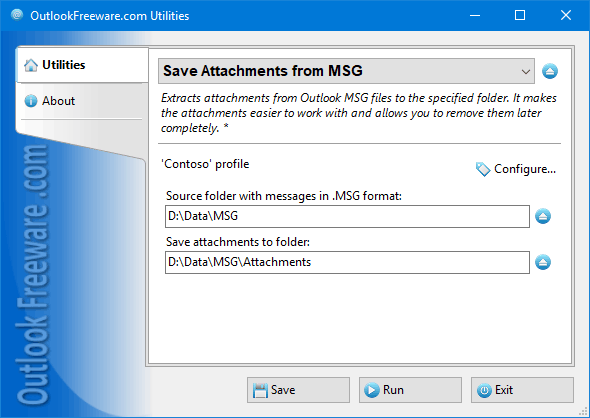 OutlookFreeware.com Utilities
Utilities
About
Outlook Freeware .com
Save Attachments from MSG
Extracts attachments from Outlook MSG files to the specified folder. It makes
the attachments easier to work with and allows you to remove them later
completely. *
'Contoso' profile
Configure...
Source folder with messages in .MSG format:
D:\Data\MSG
Save attachments to folder:
D:\Data\MSG\Attachments
Save
Run
Exit